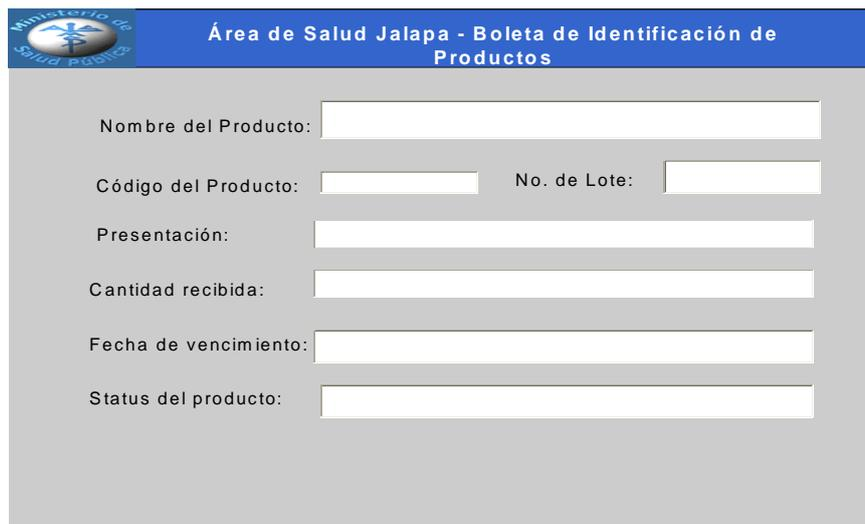 Ministerio de
Salud Pública
Área de Salud Jalapa - Boleta de Identificación de
Productos
Nombre del Producto:
Código del Producto:
No. de Lote:
Presentación:
Cantidad recibida:
Fecha de vencimiento:
Status del producto: